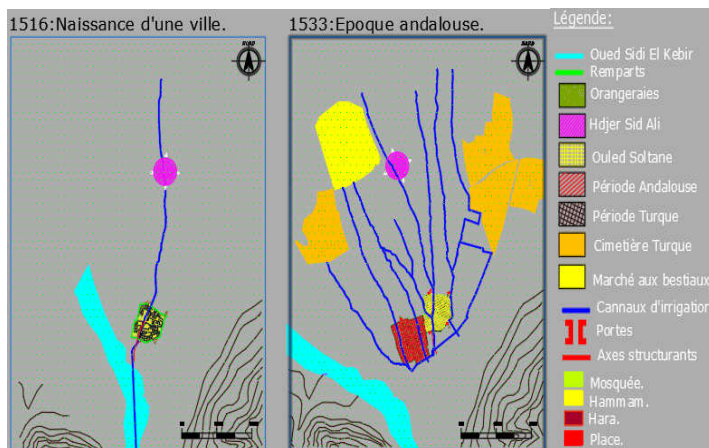 1516:Naissance d'une ville.
1533:Epoque andalouse.
Légende:
Oued Sidi El Kebir
Remparts
Orangeraies
Hdjer Sid Ali
Ouled Soltane
Période Andalouse
Période Turque
Cimetière Turque
Marché aux bestiaux
Cannaux d'irrigation
Portes
Axes structurants
Mosquée.
Hammam.
Hara.
Place.